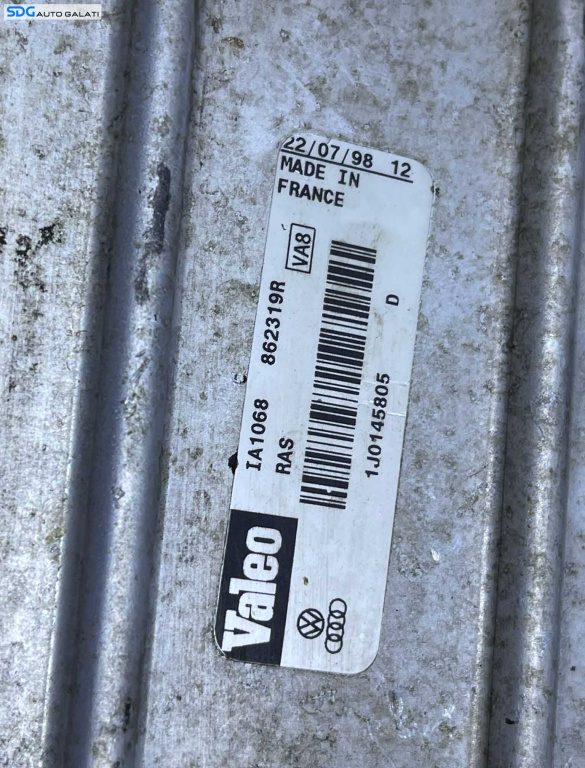 SDG AUTO GALATI
22/07/98 12
MADE IN
FRANCE
VA8
IA1068 862319R
RAS
1J0145805 D
Valeo